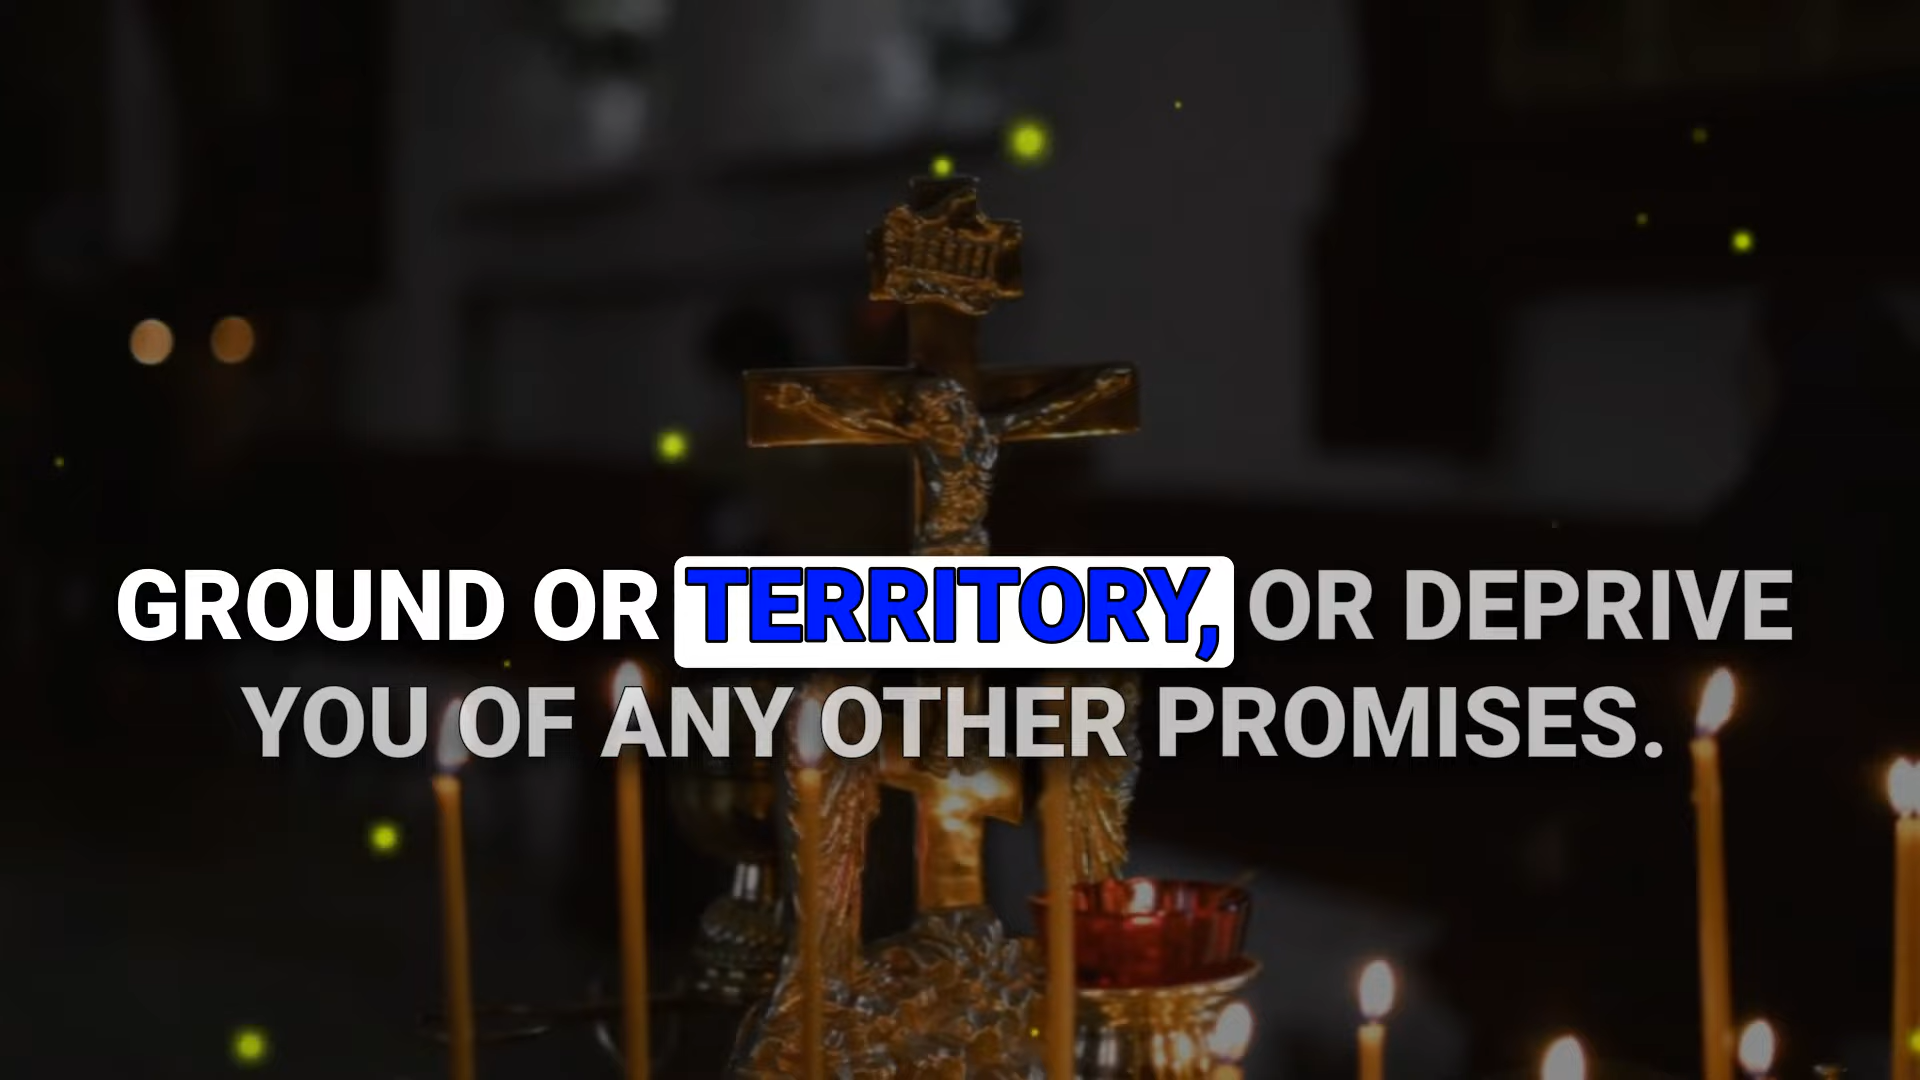 GROUND OR TERRITORY, OR DEPRIVE
YOU OF ANY OTHER PROMISES.